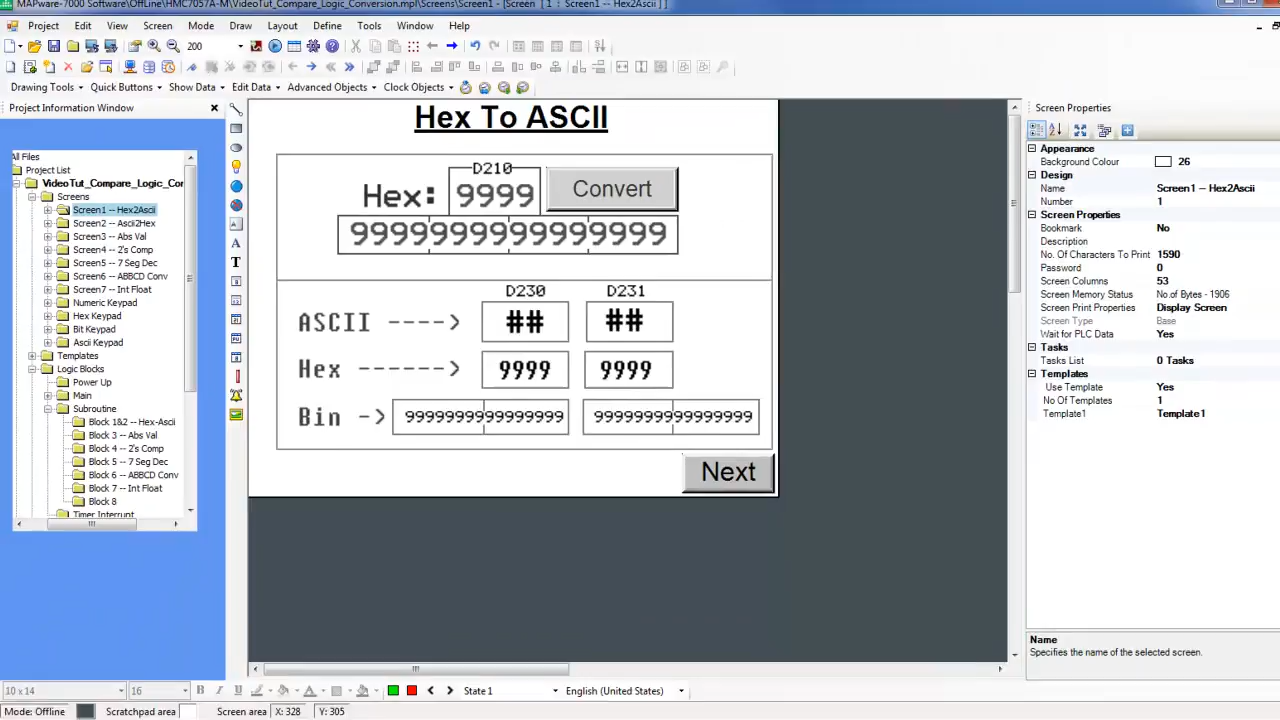 MAPware-7000 Software\OffLine\HMC7057A-M\VideoTut_Compare_Logic_Conversion.mpl\Screens\Screen1 - [Screen [ 1 : Screen1 -- Hex2Ascii ] ]
Project Edit View Screen Mode Draw Layout Define Tools Window Help
200
Drawing Tools Quick Buttons Show Data Edit Data Advanced Objects Clock Objects
Project Information Window
All Files
Project List
VideoTut_Compare_Logic_Cor
Screens
Screen1 -- Hex2Ascii
Screen2 -- Ascii2Hex
Screen3 -- Abs Val
Screen4 -- 2's Comp
Screen5 -- 7 Seg Dec
Screen6 -- ABBCD Conv
Screen7 -- Int Float
Numeric Keypad
Hex Keypad
Bit Keypad
Ascii Keypad
Templates
Logic Blocks
Power Up
Main
Subroutine
Block 1&2 -- Hex-Ascii
Block 3 -- Abs Val
Block 4 -- 2's Comp
Block 5 -- 7 Seg Dec
Block 6 -- ABBCD Conv
Block 7 -- Int Float
Block 8
Timer Interrupt
Hex To ASCII
D210
Hex: 9999 Convert
9999999999999999
D230 D231
ASCII ----> ## ##
Hex ------> 9999 9999
Bin -> 9999999999999999 9999999999999999
Next
Screen Properties
Appearance
Background Colour 26
Design
Name Screen1 -- Hex2Ascii
Number 1
Screen Properties
Bookmark No
Description
No. Of Characters To Print 1590
Password 0
Screen Columns 53
Screen Memory Status No.of Bytes - 1906
Screen Print Properties Display Screen
Screen Type Base
Wait for PLC Data Yes
Tasks
Tasks List 0 Tasks
Templates
Use Template Yes
No Of Templates 1
Template1 Template1
Name
Specifies the name of the selected screen.
10 x 14 16 B I U A State 1 English (United States)
Mode: Offline Scratchpad area Screen area X: 328 Y: 305